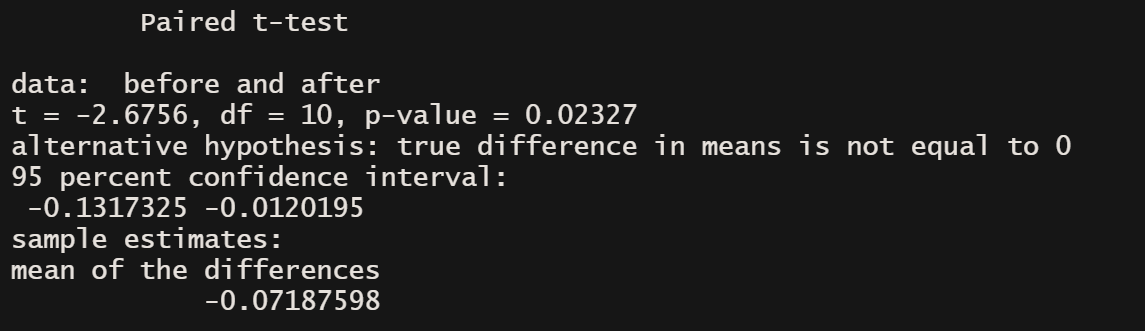 Paired t-test
data:  before and after
t = -2.6756, df = 10, p-value = 0.02327
alternative hypothesis: true difference in means is not equal to 0
95 percent confidence interval:
 -0.1317325 -0.0120195
sample estimates:
mean of the differences
            -0.07187598